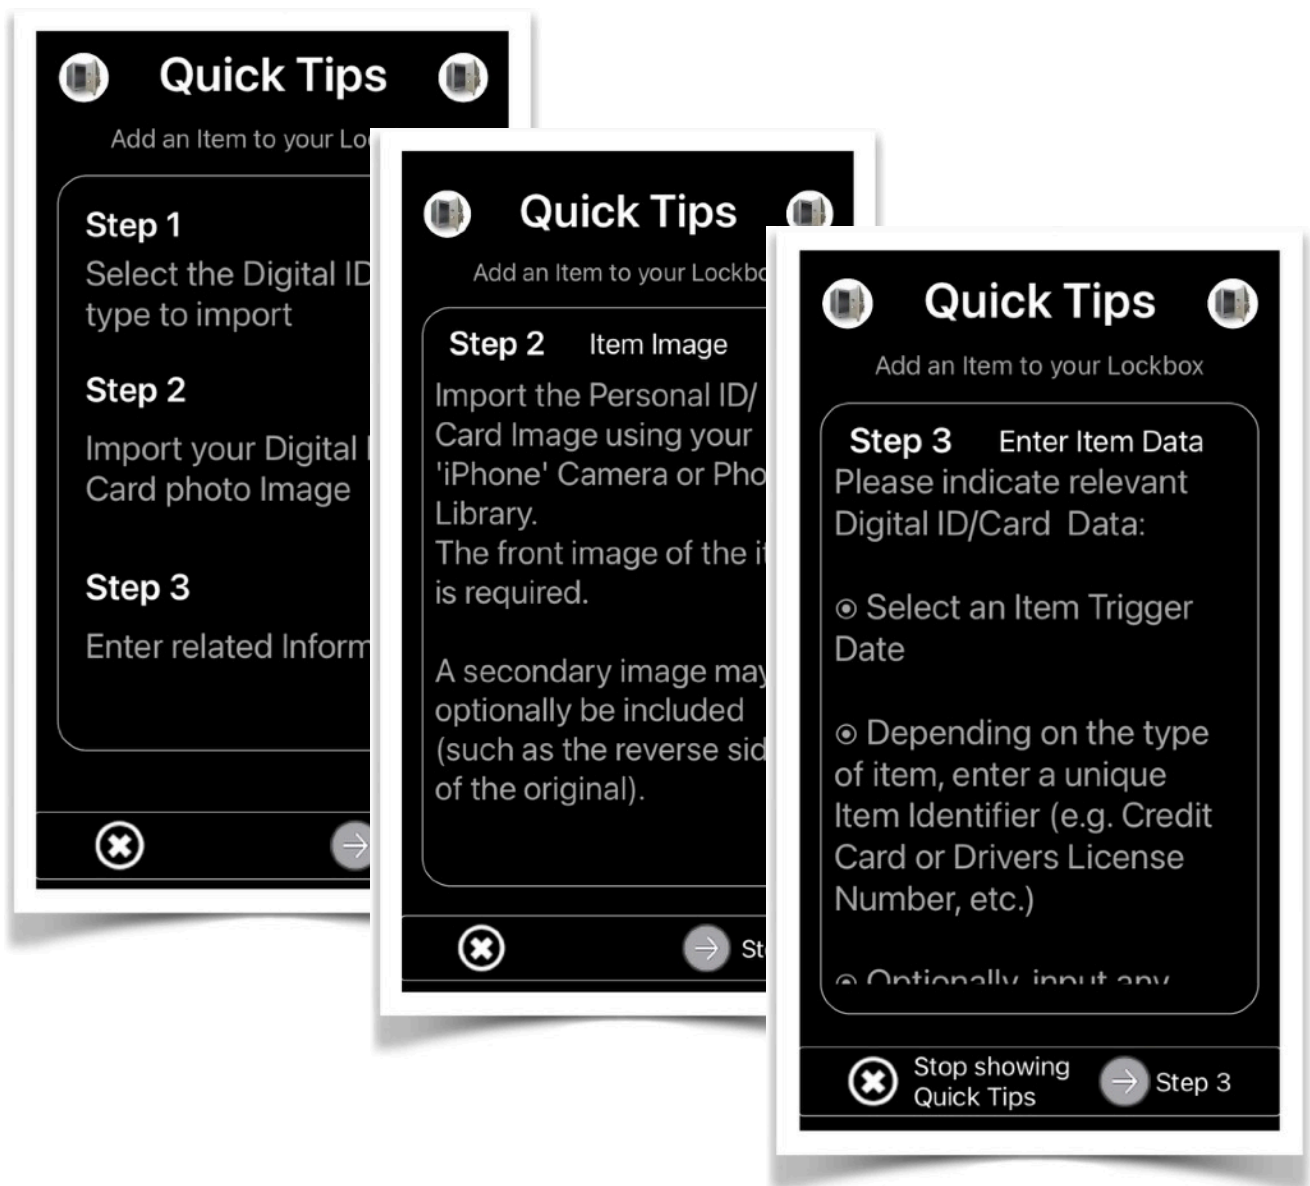 Quick Tips
Add an Item to your
Step 1
Select the Digital ID
type to import
Step 2
Import your Digital
Card photo Image
Step 3
Enter related
Quick Tips
Add an Item to your
Step 2 Item Image
Import the Personal ID/
Card Image using your
'iPhone' Camera or
Library.
The front image of the
is required.
A secondary image may
optionally be included
(such as the reverse
of the original).
Quick Tips
Add an Item to your Lockbox
Step 3 Enter Item Data
Please indicate relevant
Digital ID/Card Data:
◉ Select an Item Trigger
Date
◉ Depending on the type
of item, enter a unique
Item Identifier (e.g. Credit
Card or Drivers License
Number, etc.)
◉ Optionally, input any
Stop showing
Quick Tips
Step 3